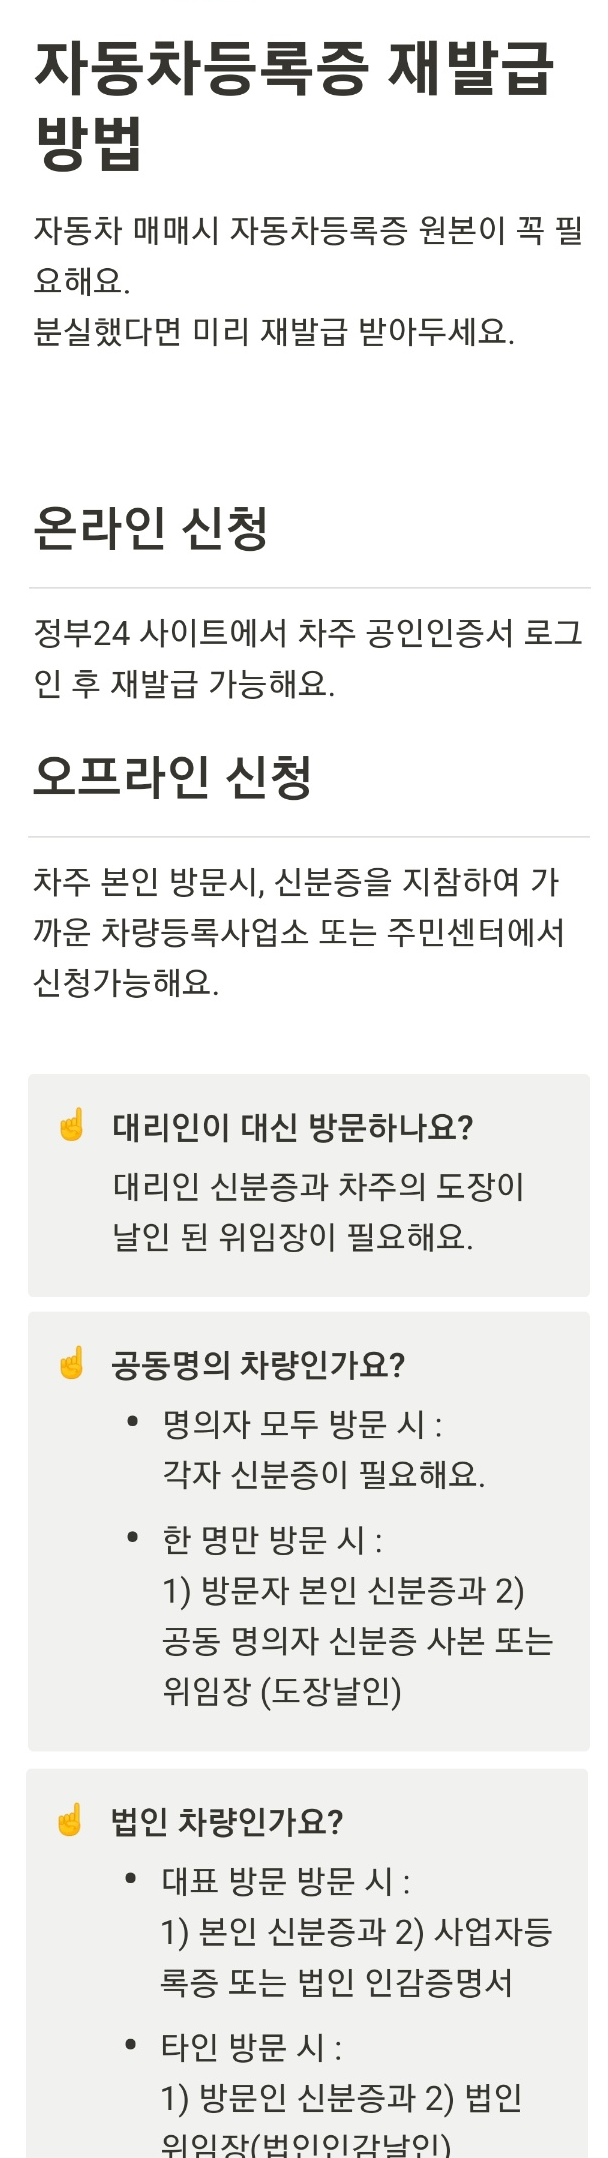 자동차등록증 재발급
방법
자동차 매매시 자동차등록증 원본이 꼭 필
요해요.
분실했다면 미리 재발급 받아두세요.
온라인 신청
정부24 사이트에서 차주 공인인증서 로그
인 후 재발급 가능해요.
오프라인 신청
차주 본인 방문시, 신분증을 지참하여 가
까운 차량등록사업소 또는 주민센터에서
신청가능해요.
☝ 대리인이 대신 방문하나요?
대리인 신분증과 차주의 도장이
날인 된 위임장이 필요해요.
☝ 공동명의 차량인가요?
• 명의자 모두 방문 시 :
각자 신분증이 필요해요.
• 한 명만 방문 시 :
1) 방문자 본인 신분증과 2)
공동 명의자 신분증 사본 또는
위임장 (도장날인)
☝ 법인 차량인가요?
• 대표 방문 방문 시 :
1) 본인 신분증과 2) 사업자등
록증 또는 법인 인감증명서
• 타인 방문 시 :
1) 방문인 신분증과 2) 법인
위임장(법인인감날인)